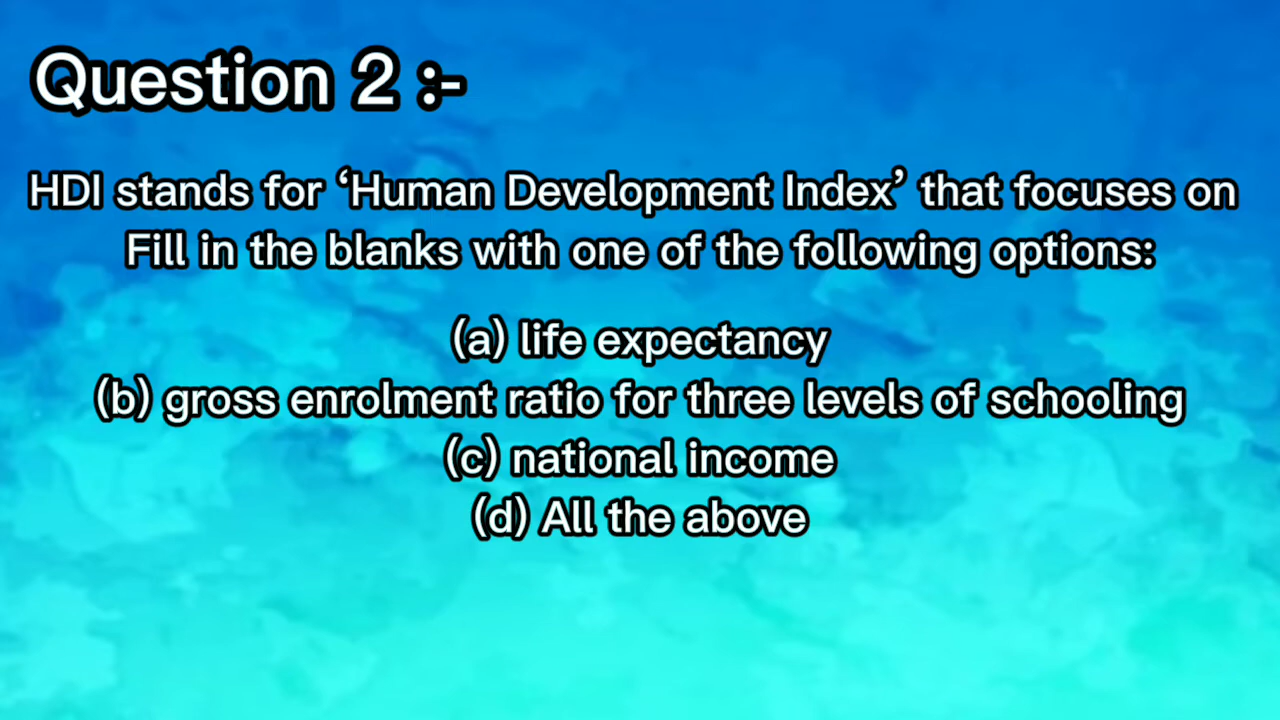 Question 2 :-
HDI stands for ‘Human Development Index’ that focuses on
Fill in the blanks with one of the following options:
(a) life expectancy
(b) gross enrolment ratio for three levels of schooling
(c) national income
(d) All the above